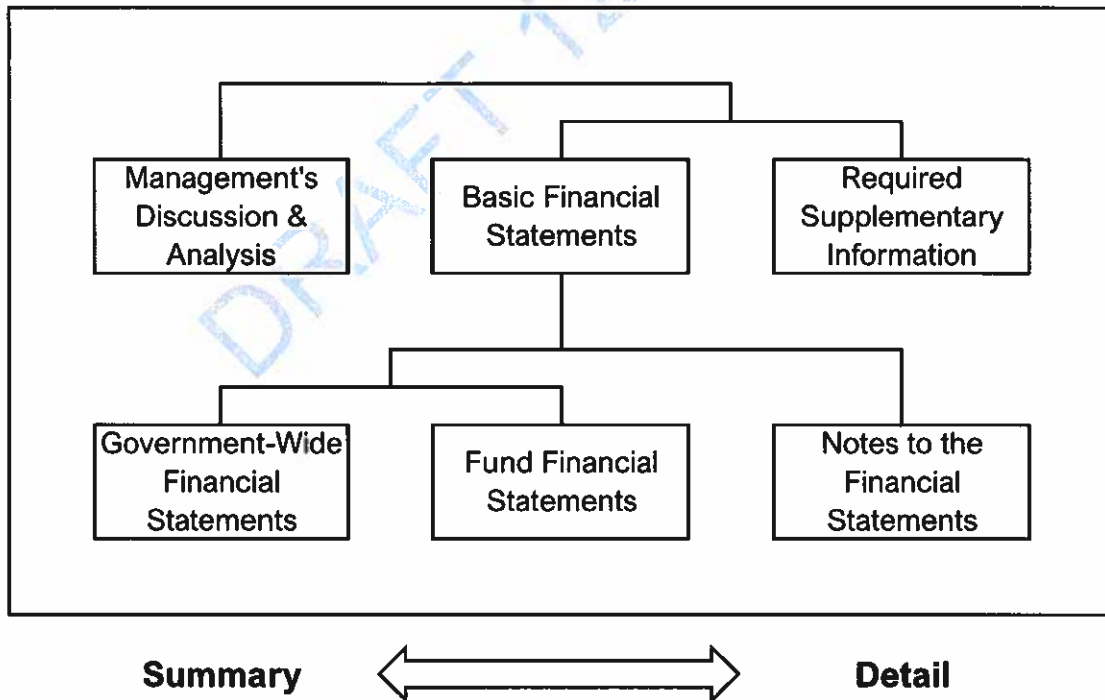 DRAFT
Management's
Discussion &
Analysis
Basic Financial
Statements
Required
Supplementary
Information
Government-Wide
Financial
Statements
Fund Financial
Statements
Notes to the
Financial
Statements
Summary
Detail